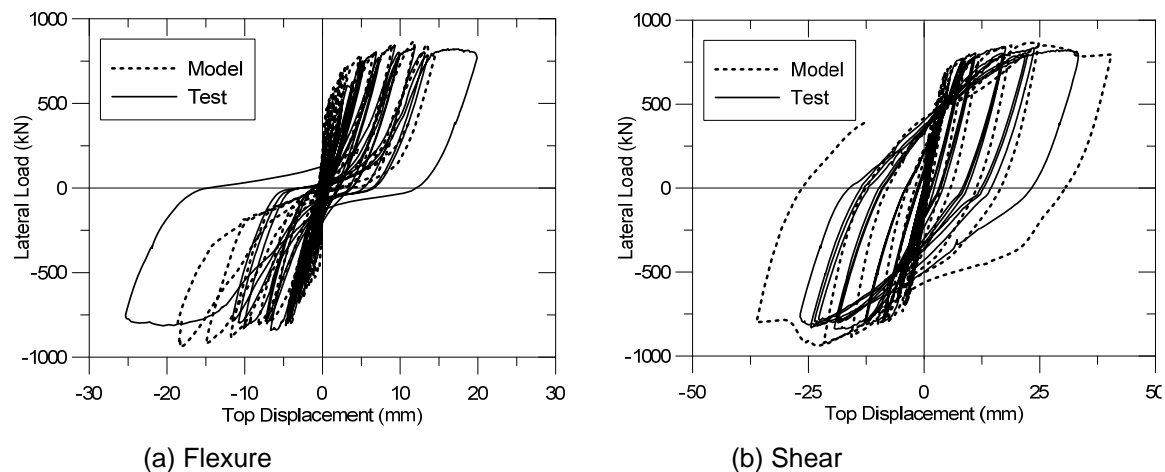 1000
500
0
-500
-1000
Lateral Load (kN)
Model
Test
-30 -20 -10 0 10 20 30
Top Displacement (mm)
(a) Flexure
1000
500
0
-500
-1000
Lateral Load (kN)
Model
Test
-50 -25 0 25 50
Top Displacement (mm)
(b) Shear